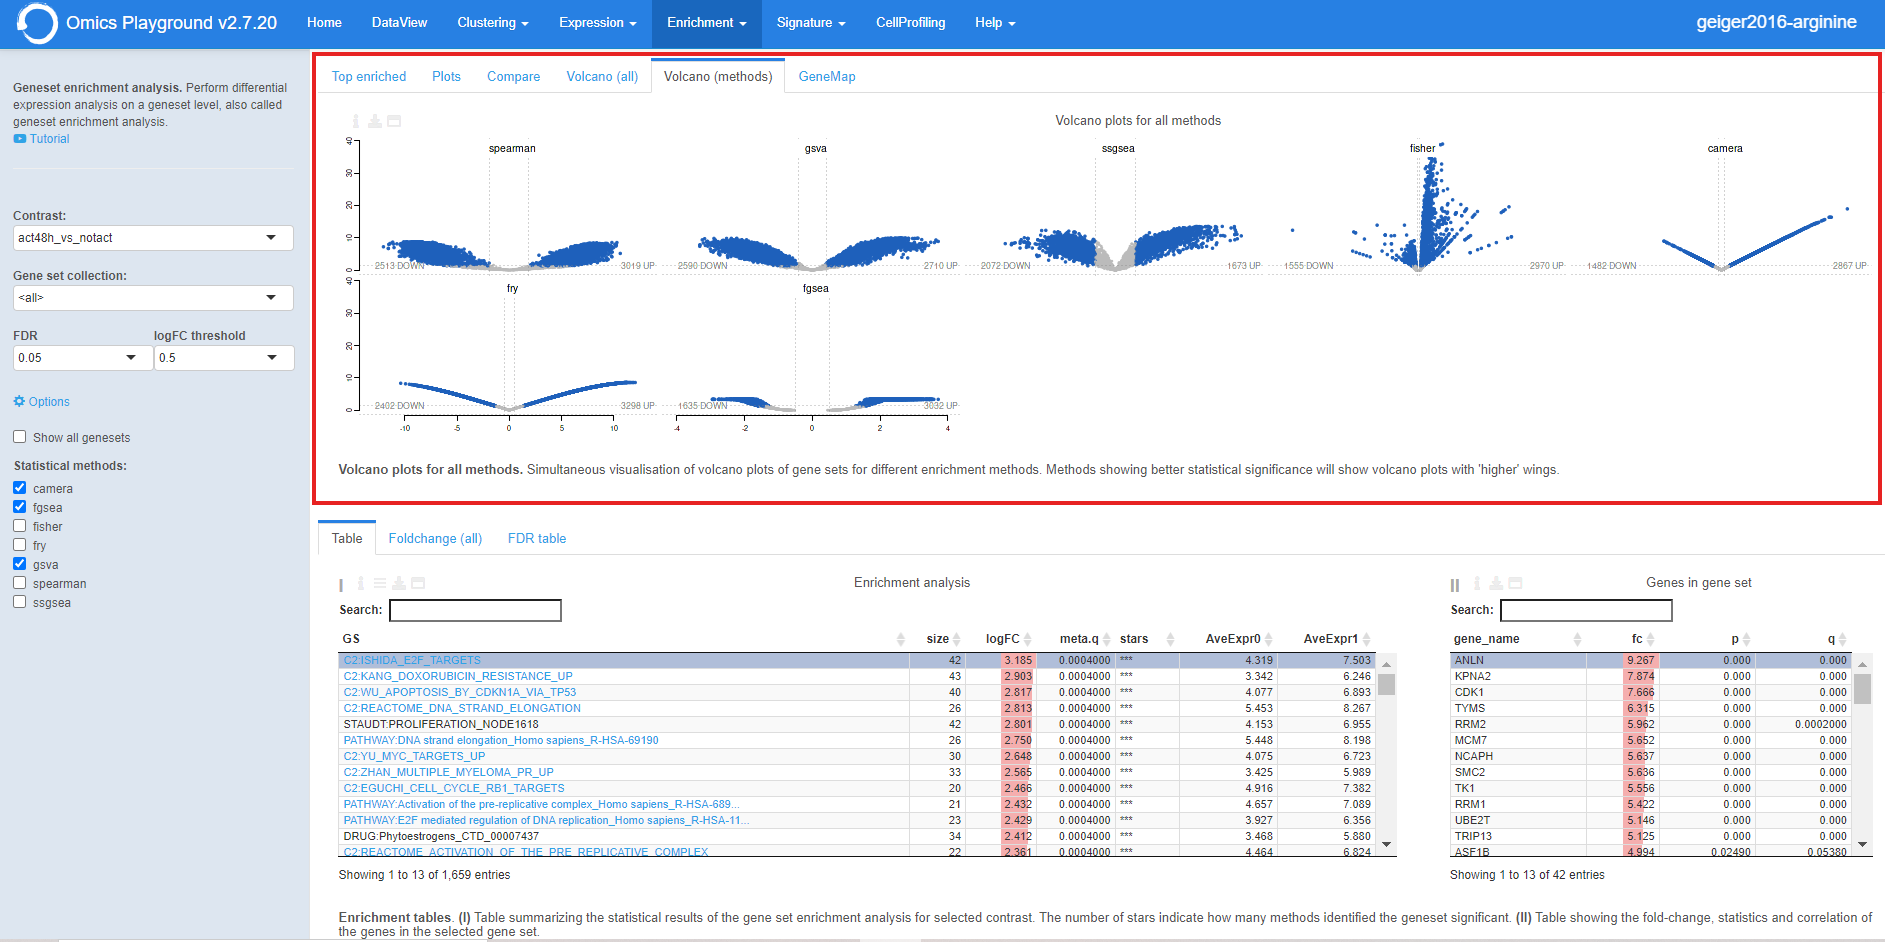 Omics Playground v2.7.20
Home DataView Clustering Expression Enrichment Signature CellProfiling Help
geiger2016-arginine
Geneset enrichment analysis. Perform differential
expression analysis on a geneset level, also called
geneset enrichment analysis.
Tutorial
Contrast:
act48h_vs_notact
Gene set collection:
<all>
FDR logFC threshold
0.05 0.5
Options
Show all genesets
Statistical methods:
camera
fgsea
fisher
fry
gsva
spearman
ssgsea
Top enriched Plots Compare Volcano (all) Volcano (methods) GeneMap
Volcano plots for all methods
spearman gsva ssgsea fisher camera
40
30
20
10
0
2513 DOWN 3019 UP 2590 DOWN 2710 UP 2072 DOWN 1673 UP 1555 DOWN 2970 UP 1482 DOWN 2867 UP
fry fgsea
40
30
20
10
0
2402 DOWN 3298 UP 1635 DOWN 3032 UP
-10 -5 0 5 10 -4 -2 0 2 4
Volcano plots for all methods. Simultaneous visualisation of volcano plots of gene sets for different enrichment methods. Methods showing better statistical significance will show volcano plots with 'higher' wings.
Table Foldchange (all) FDR table
I Enrichment analysis
Search:
GS size logFC meta.q stars AveExpr0 AveExpr1
C2:ISHIDA_E2F_TARGETS 42 3.185 0.0004000 *** 4.319 7.503
C2:KANG_DOXORUBICIN_RESISTANCE_UP 43 2.903 0.0004000 *** 3.342 6.246
C2:WU_APOPTOSIS_BY_CDKN1A_VIA_TP53 40 2.817 0.0004000 *** 4.077 6.893
C2:REACTOME_DNA_STRAND_ELONGATION 26 2.813 0.0004000 *** 5.453 8.267
STAUDT:PROLIFERATION_NODE1618 42 2.801 0.0004000 *** 4.153 6.955
PATHWAY:DNA strand elongation_Homo sapiens_R-HSA-69190 26 2.750 0.0004000 *** 5.448 8.198
C2:YU_MYC_TARGETS_UP 30 2.648 0.0004000 *** 4.075 6.723
C2:ZHAN_MULTIPLE_MYELOMA_PR_UP 33 2.565 0.0004000 *** 3.425 5.989
C2:EGUCHI_CELL_CYCLE_RB1_TARGETS 20 2.466 0.0004000 *** 4.916 7.382
PATHWAY:Activation of the pre-replicative complex_Homo sapiens_R-HSA-689... 21 2.432 0.0004000 *** 4.657 7.089
PATHWAY:E2F mediated regulation of DNA replication_Homo sapiens_R-HSA-11... 23 2.429 0.0004000 *** 3.927 6.356
DRUG:Phytoestrogens_CTD_00007437 34 2.412 0.0004000 *** 3.468 5.880
C2:REACTOME_ACTIVATION_OF_THE_PRE_REPLICATIVE_COMPLEX 22 2.361 0.0004000 *** 4.464 6.824
Showing 1 to 13 of 1,659 entries
II Genes in gene set
Search:
gene_name fc p q
ANLN 9.267 0.000 0.000
KPNA2 7.874 0.000 0.000
CDK1 7.666 0.000 0.000
TYMS 6.315 0.000 0.000
RRM2 5.962 0.000 0.0002000
MCM7 5.652 0.000 0.000
NCAPH 5.637 0.000 0.000
SMC2 5.636 0.000 0.000
TK1 5.556 0.000 0.000
RRM1 5.422 0.000 0.000
UBE2T 5.146 0.000 0.000
TRIP13 5.125 0.000 0.000
ASF1B 4.994 0.02490 0.05380
Showing 1 to 13 of 42 entries
Enrichment tables. (I) Table summarizing the statistical results of the gene set enrichment analysis for selected contrast. The number of stars indicate how many methods identified the geneset significant. (II) Table showing the fold-change, statistics and correlation of
the genes in the selected gene set.